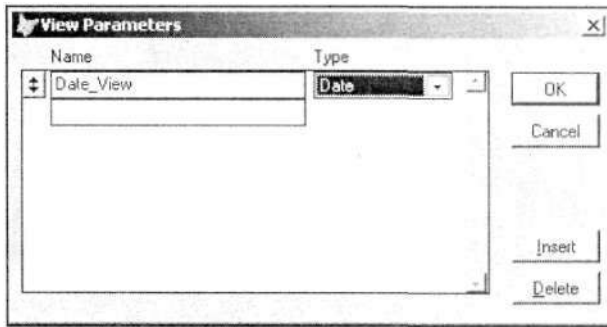 View Parameters
Name Type
Date_View Date
OK
Cancel
Insert
Delete